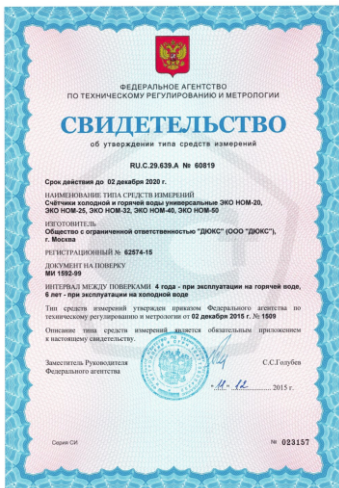 ФЕДЕРАЛЬНОЕ АГЕНТСТВО
ПО ТЕХНИЧЕСКОМУ РЕГУЛИРОВАНИЮ И МЕТРОЛОГИИ
СВИДЕТЕЛЬСТВО
об утверждении типа средств измерений
RU.C.29.639.A № 60819
Срок действия до 02 декабря 2020 г.
НАИМЕНОВАНИЕ ТИПА СРЕДСТВ ИЗМЕРЕНИЙ
Счётчики холодной и горячей воды универсальные ЭКО НОМ-20,
ЭКО НОМ-25, ЭКО НОМ-32, ЭКО НОМ-40, ЭКО НОМ-50
ИЗГОТОВИТЕЛЬ
Общество с ограниченной ответственностью "ДЮКС" (ООО "ДЮКС"),
г. Москва
РЕГИСТРАЦИОННЫЙ № 62574-15
ДОКУМЕНТ НА ПОВЕРКУ
МИ 1592-99
ИНТЕРВАЛ МЕЖДУ ПОВЕРКАМИ 4 года - при эксплуатации на горячей воде,
6 лет - при эксплуатации на холодной воде
Тип средств измерений утвержден приказом Федерального агентства по
техническому регулированию и метрологии от 02 декабря 2015 г. № 1509
Описание типа средств измерений является обязательным приложением
к настоящему свидетельству.
Заместитель Руководителя С.С.Голубев
Федерального агентства
11 . 12 2015 г.
Серия СИ № 023157